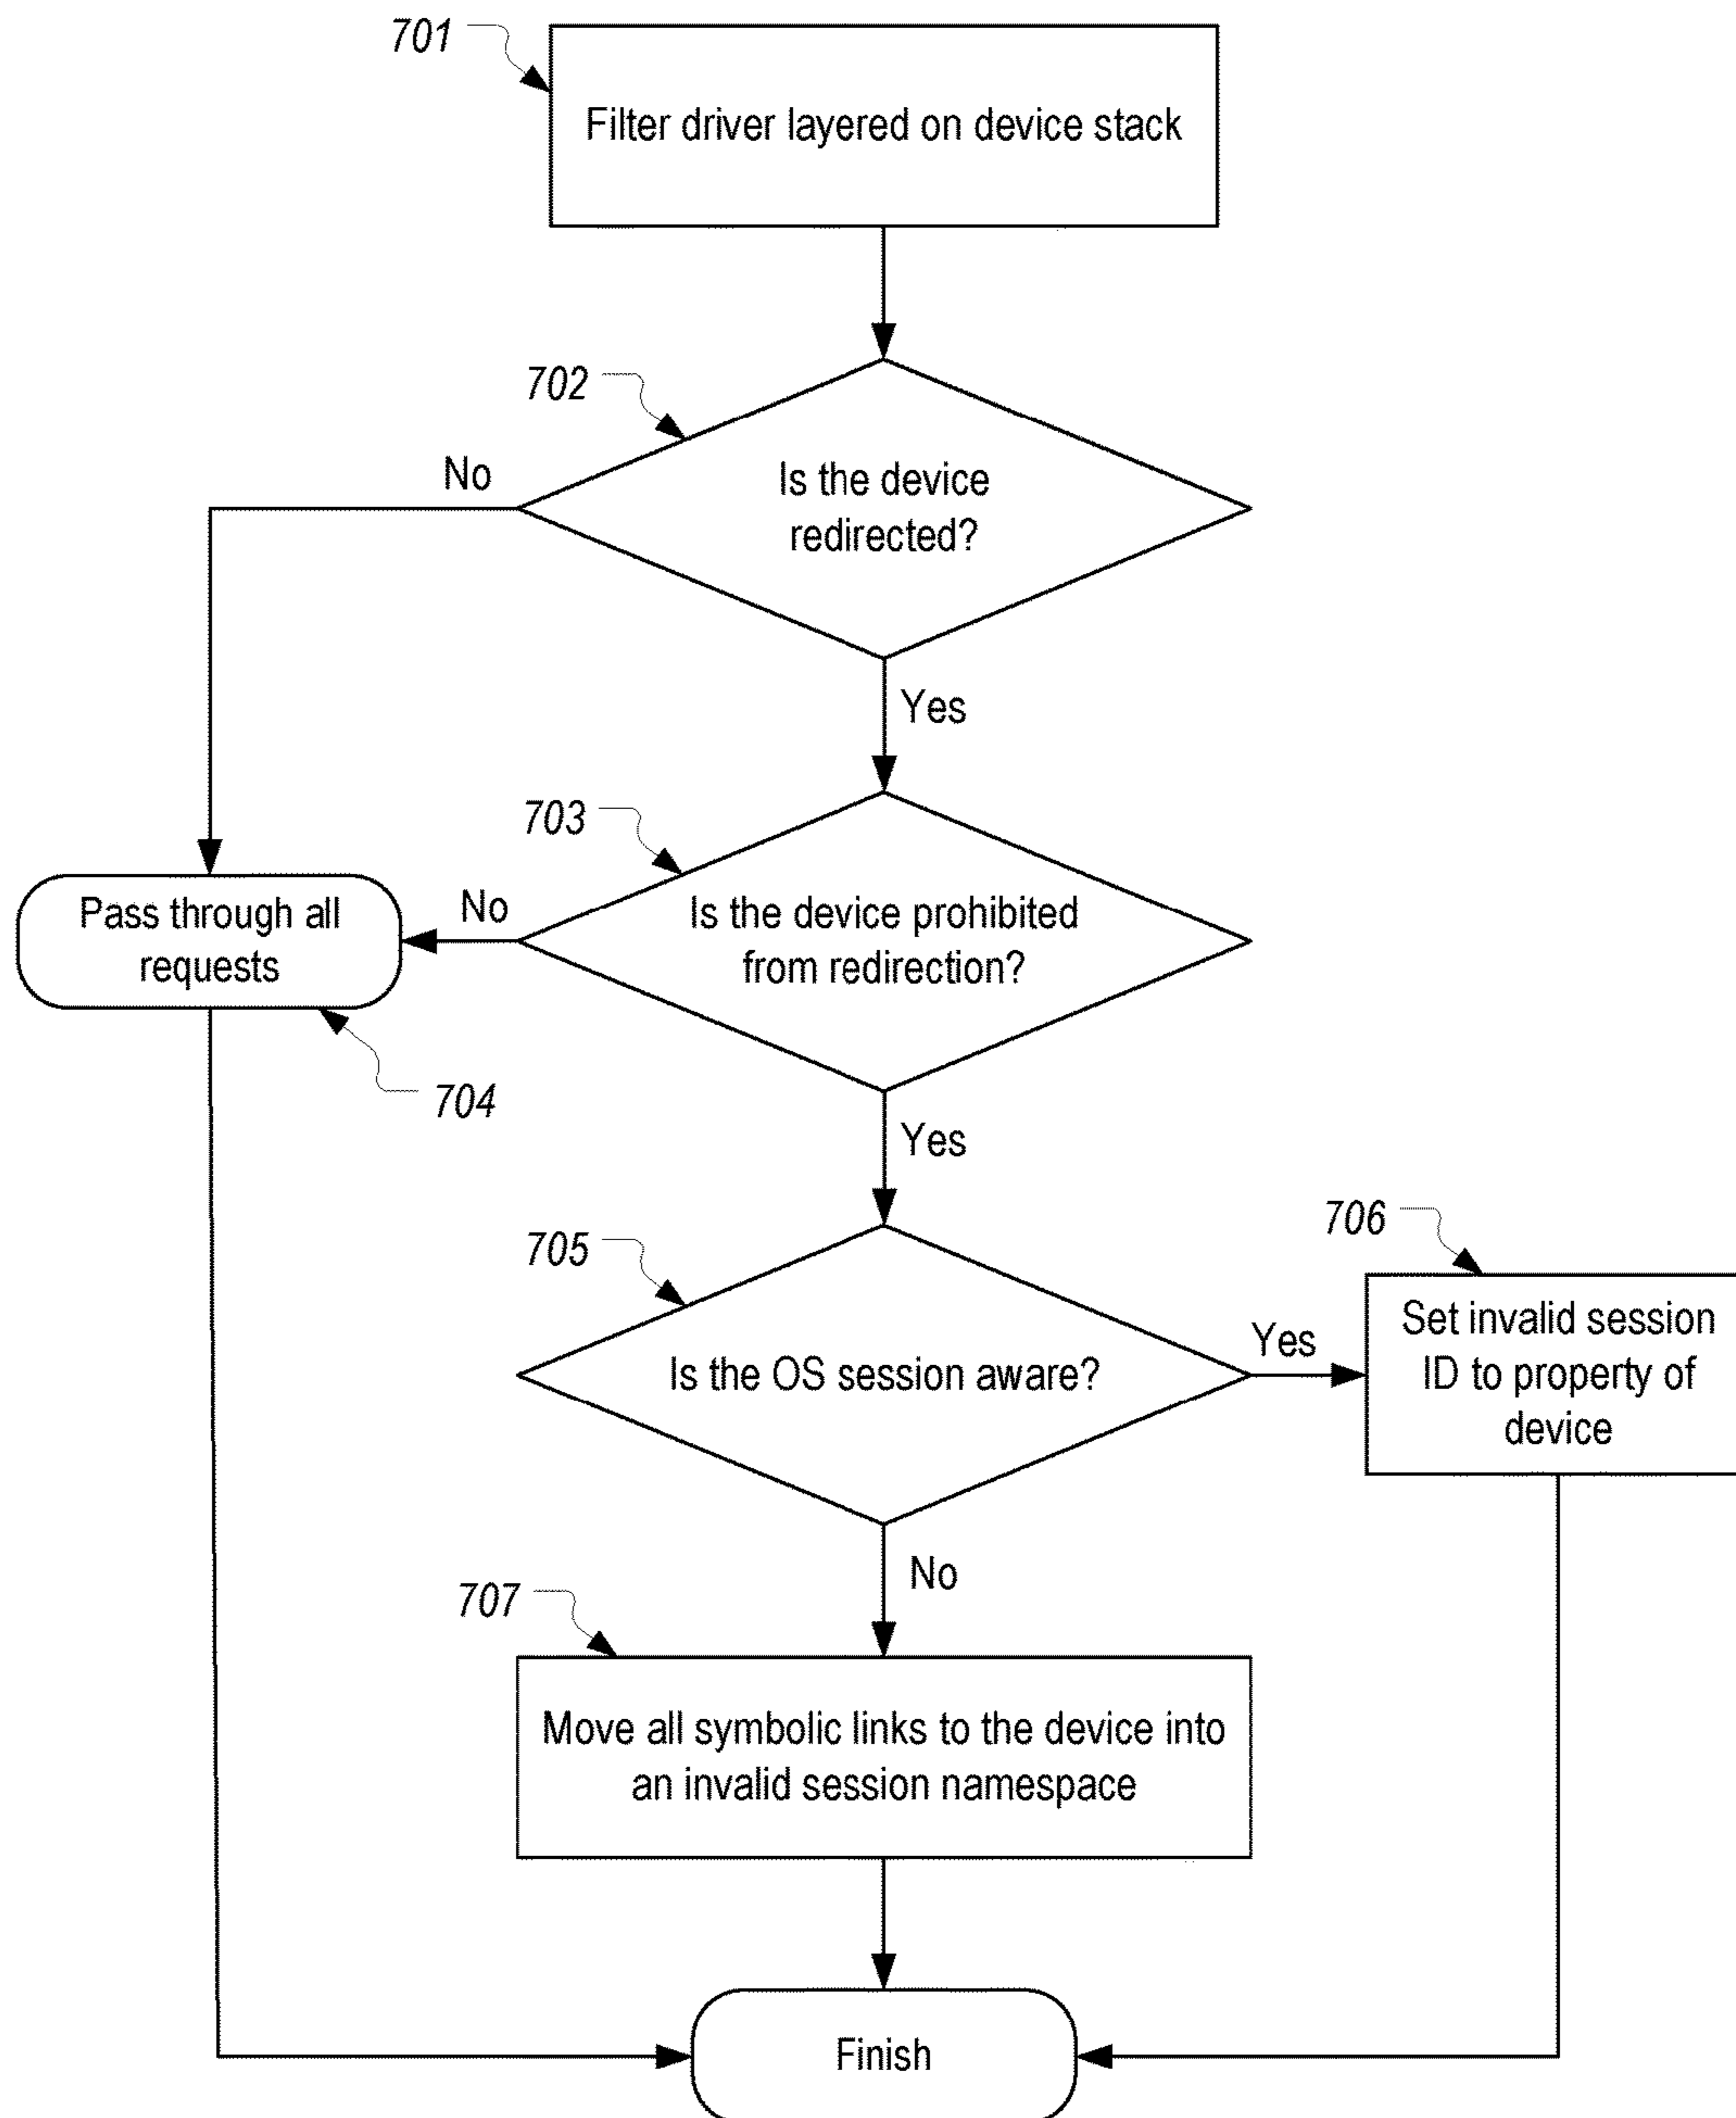 701
Filter driver layered on device stack
702
No
Is the device
redirected?
Yes
703
Pass through all
requests
No
Is the device prohibited
from redirection?
704
Yes
705
706
Is the OS session aware?
Yes
Set invalid session
ID to property of
device
No
707
Move all symbolic links to the device into
an invalid session namespace
Finish